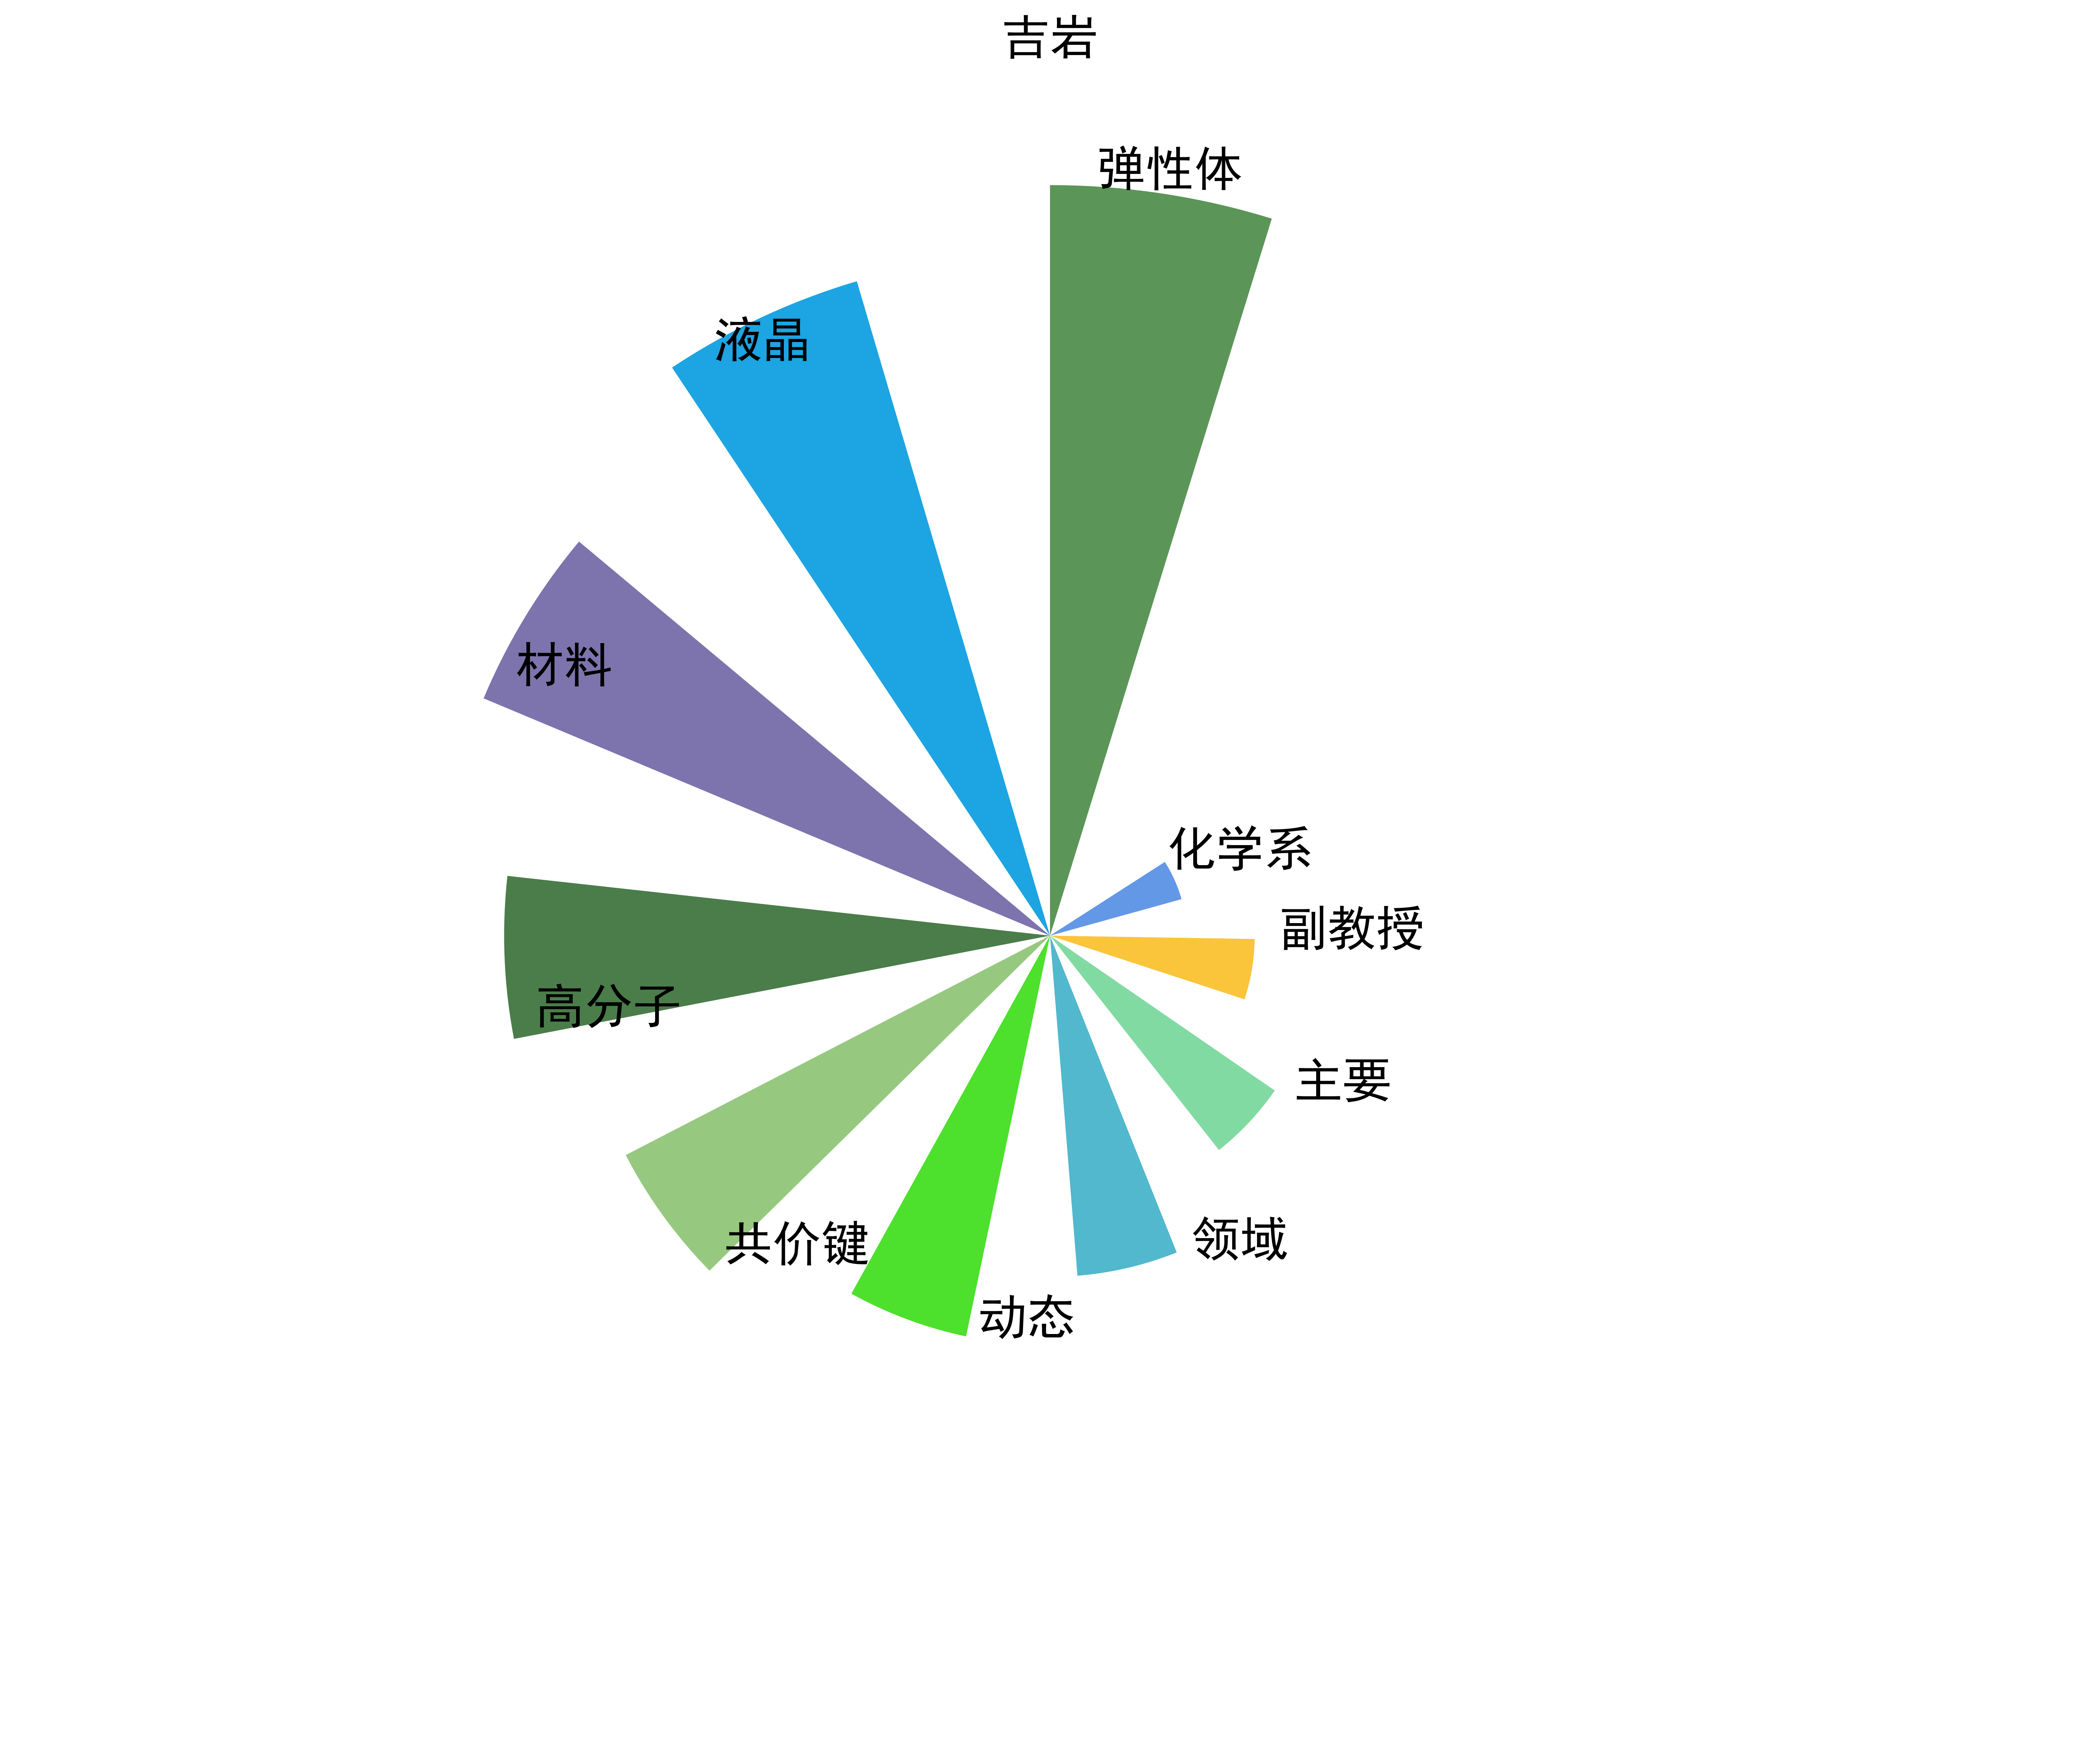 吉岩
弹性体
液晶
材料
化学系
副教授
高分子
主要
共价键
领域
动态